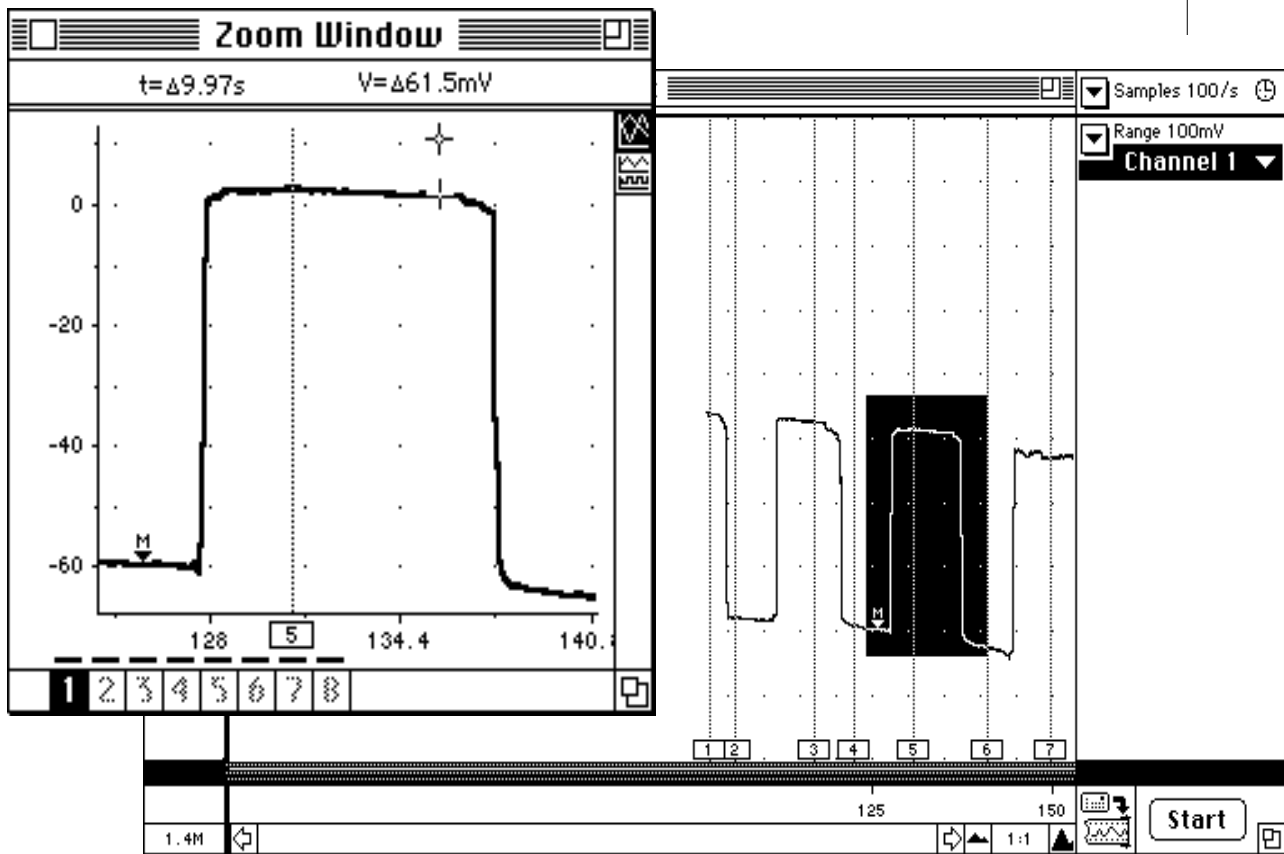 Zoom Window
t=Δ9.97s V=Δ61.5mV
0
-20
-40
-60
M
128 5 134.4
1 2 3 4 5 6 7 8
Samples 100/s
Range 100mV
Channel 1
M
1 2 3 4 5 6 7
125 150
1.4M 1:1
Start